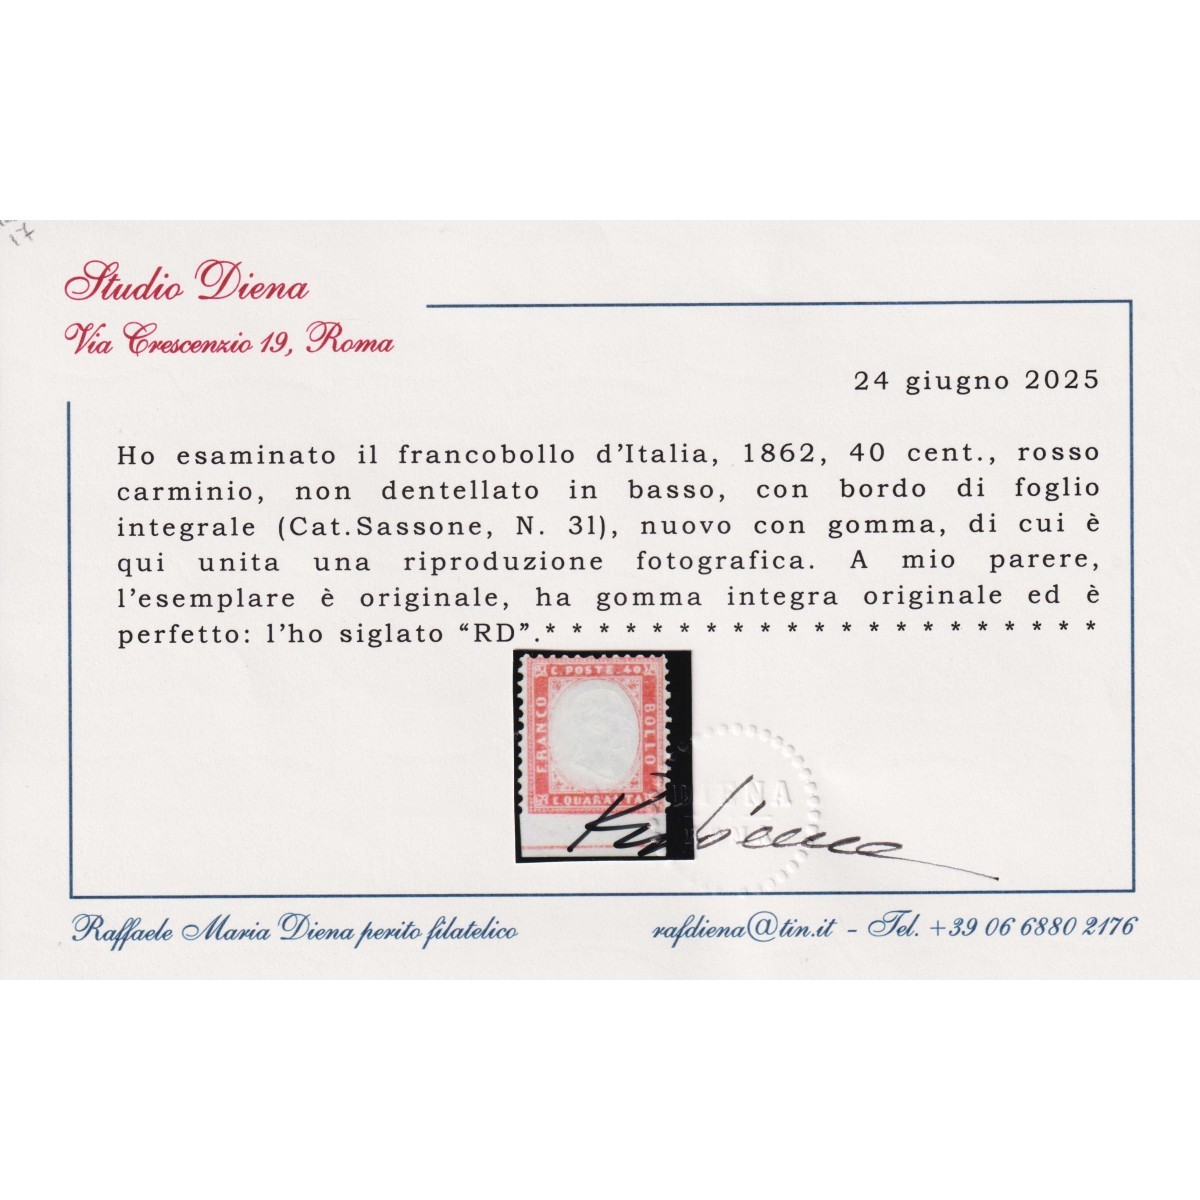 17
Studio Diena
Via Crescenzio 19, Roma
24 giugno 2025
Ho esaminato il francobollo d'Italia, 1862, 40 cent., rosso
carminio, non dentellato in basso, con bordo di foglio
integrale (Cat.Sassone, N. 31), nuovo con gomma, di cui è
qui unita una riproduzione fotografica. A mio parere,
l'esemplare è originale, ha gomma integra originale ed è
perfetto: l'ho siglato “RD”.* * * * * * * * * * * * * * * * * * * * *
C. POSTE. 40
FRANCO
BOLLO
C. QUARANTA
DIENA
Raffaele Maria Diena perito filatelico
rafdiena@tin.it - Tel. +39 06 6880 2176